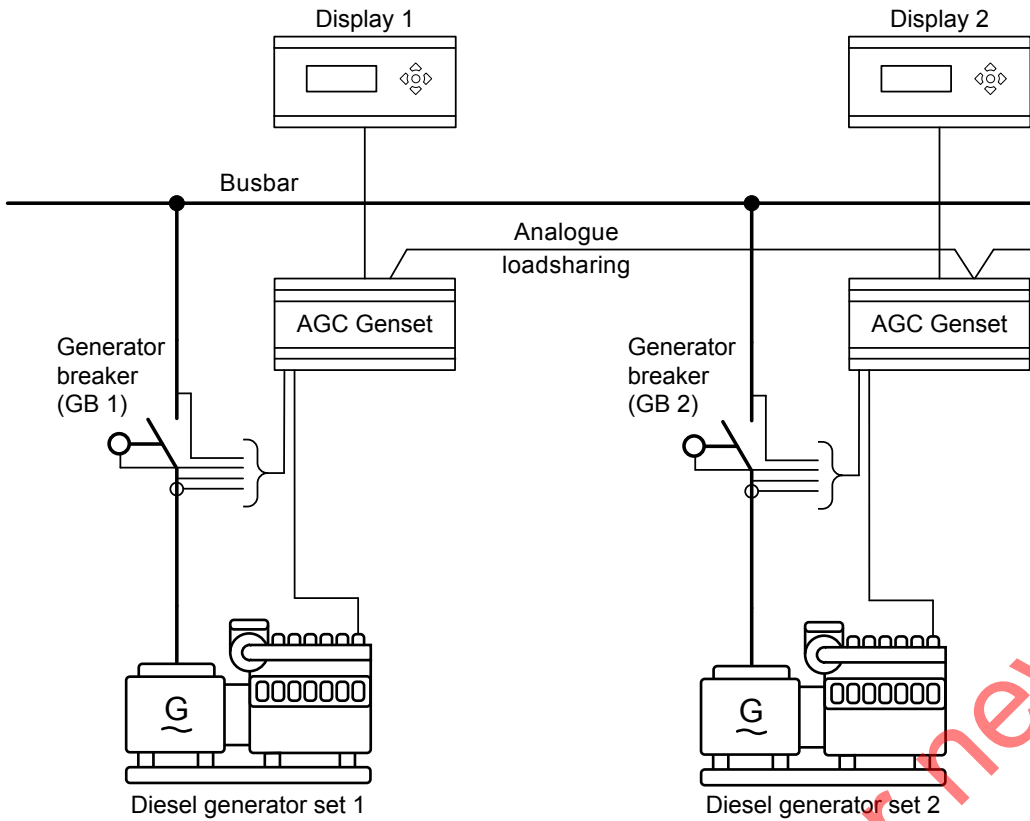 Display 1
Display 2
Busbar
Analogue
loadsharing
AGC Genset
AGC Genset
Generator
breaker
(GB 1)
Generator
breaker
(GB 2)
G
G
Diesel generator set 1
Diesel generator set 2